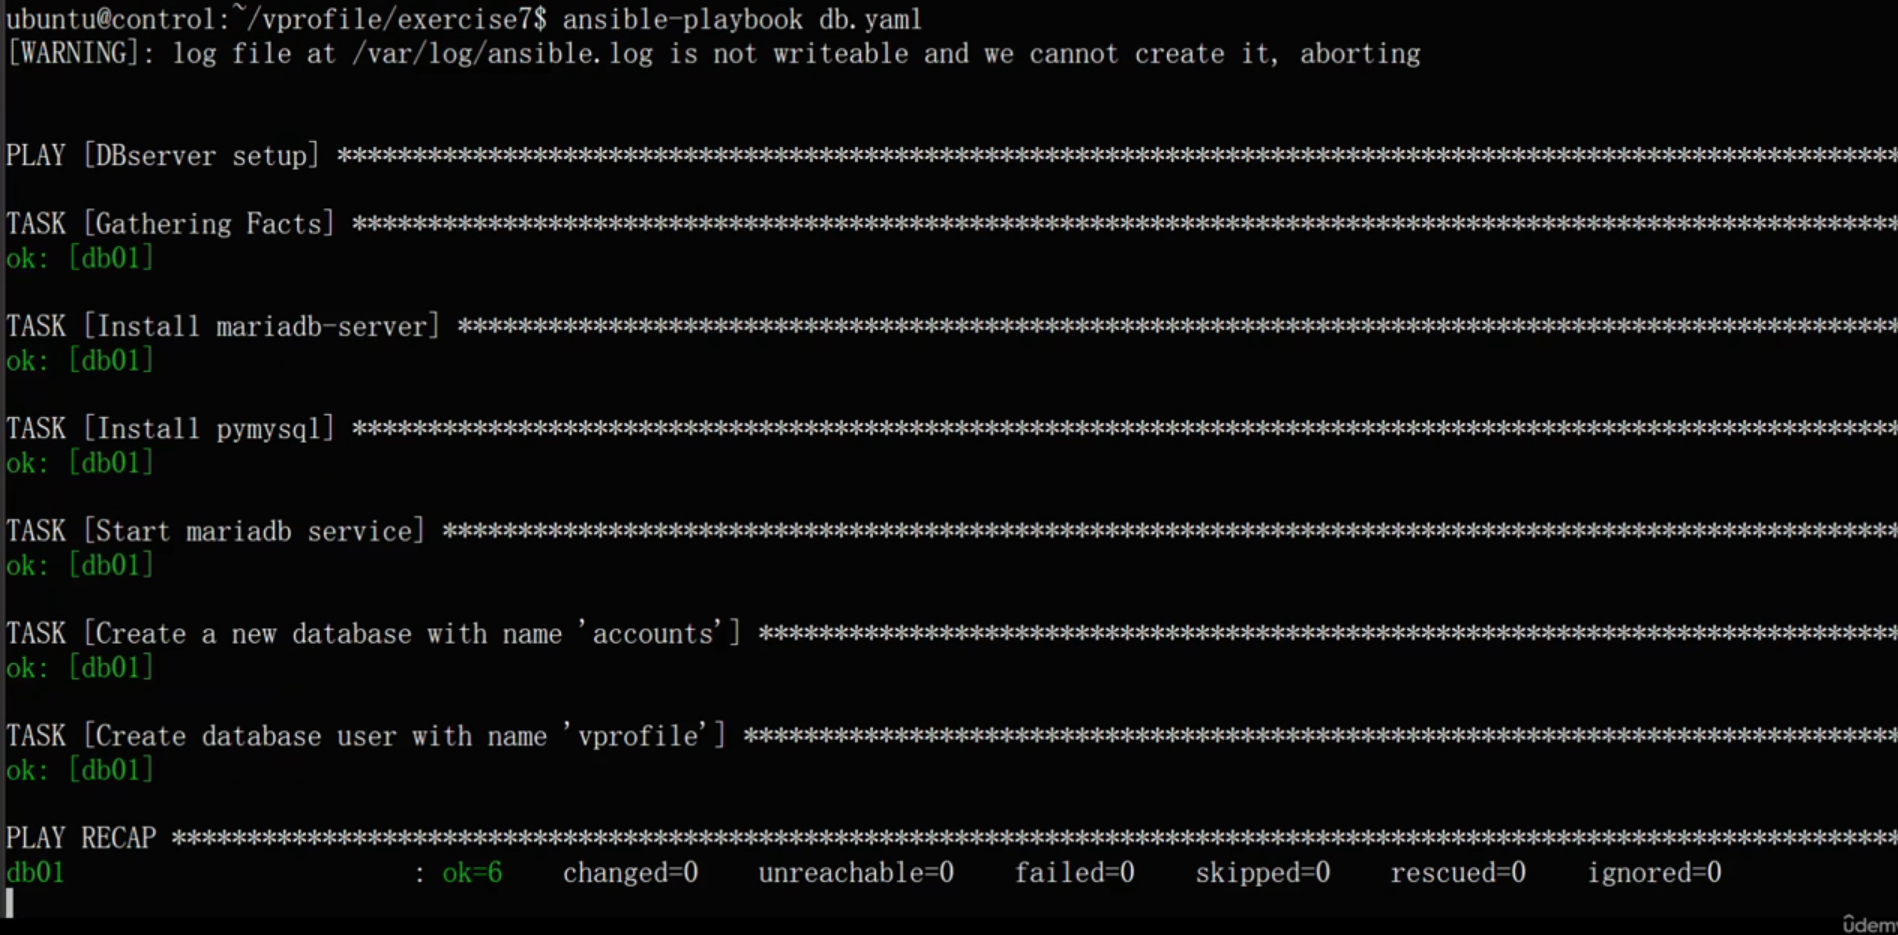 ubuntu@control:~/vprofile/exercise7$ ansible-playbook db.yaml
[WARNING]: log file at /var/log/ansible.log is not writeable and we cannot create it, aborting
PLAY [DBserver setup] *******************************************************************************************************
TASK [Gathering Facts] ******************************************************************************************************
ok: [db01]
TASK [Install mariadb-server] ***********************************************************************************************
ok: [db01]
TASK [Install pymysql] ******************************************************************************************************
ok: [db01]
TASK [Start mariadb service] ************************************************************************************************
ok: [db01]
TASK [Create a new database with name 'accounts'] ***************************************************************************
ok: [db01]
TASK [Create database user with name 'vprofile'] ****************************************************************************
ok: [db01]
PLAY RECAP ******************************************************************************************************************
db01 : ok=6 changed=0 unreachable=0 failed=0 skipped=0 rescued=0 ignored=0
ûdemy